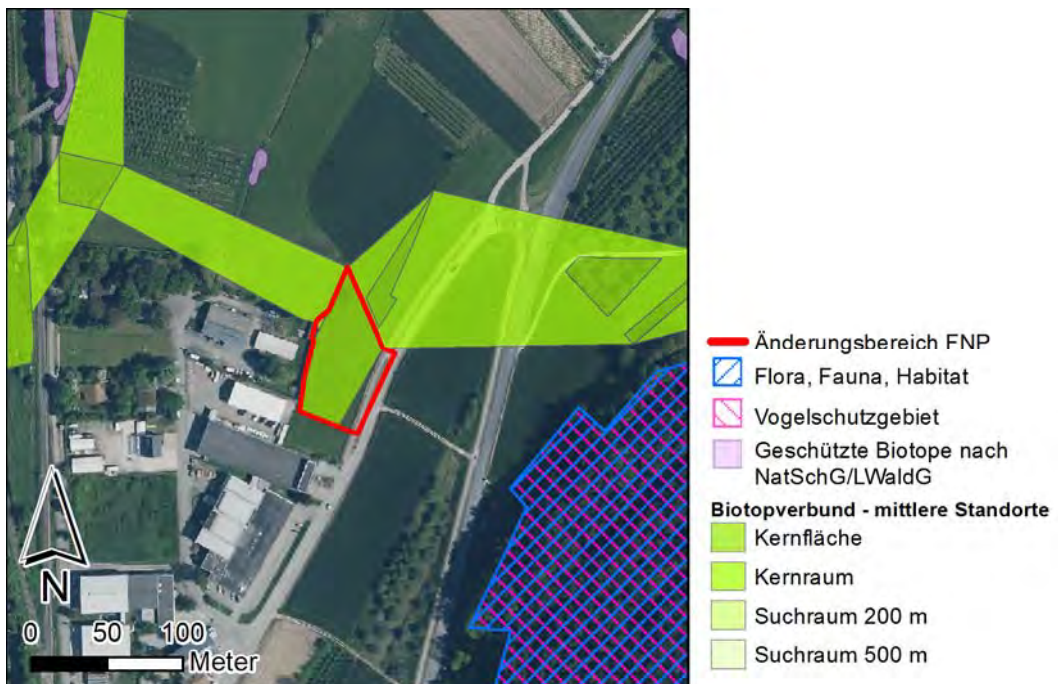 Änderungsbereich FNP
Flora, Fauna, Habitat
Vogelschutzgebiet
Geschützte Biotope nach
NatSchG/LWaldG
Biotopverbund - mittlere Standorte
Kernfläche
Kernraum
Suchraum 200 m
Suchraum 500 m
N
0 50 100
Meter